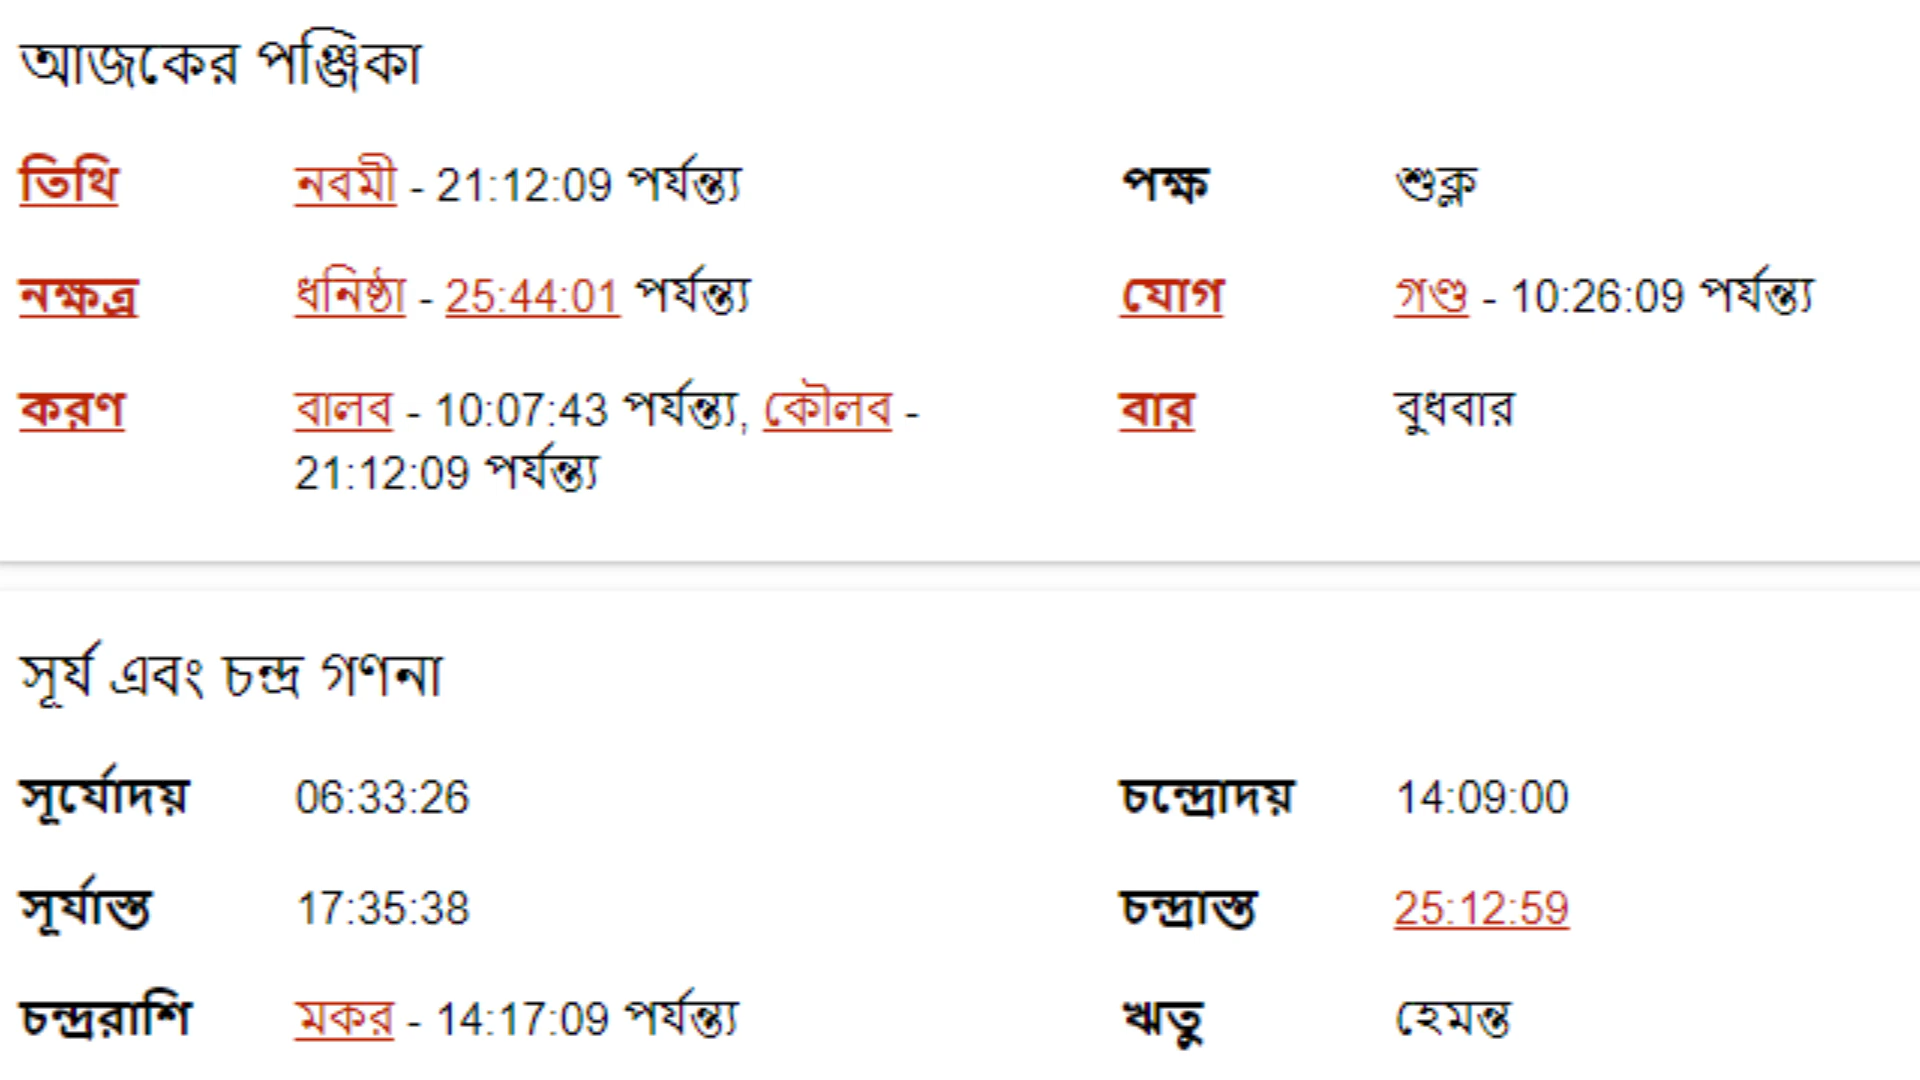 আজকের পঞ্জিকা
তিথি নবমী - 21:12:09 পর্যন্ত্য পক্ষ শুক্ল
নক্ষত্র ধনিষ্ঠা - 25:44:01 পর্যন্ত্য যোগ গণ্ড - 10:26:09 পর্যন্ত্য
করণ বালব - 10:07:43 পর্যন্ত্য, কৌলব - বার বুধবার
21:12:09 পর্যন্ত্য
সূর্য এবং চন্দ্র গণনা
সূর্যোদয় 06:33:26 চন্দ্রোদয় 14:09:00
সূর্যাস্ত 17:35:38 চন্দ্রাস্ত 25:12:59
চন্দ্ররাশি মকর - 14:17:09 পর্যন্ত্য ঋতু হেমন্ত